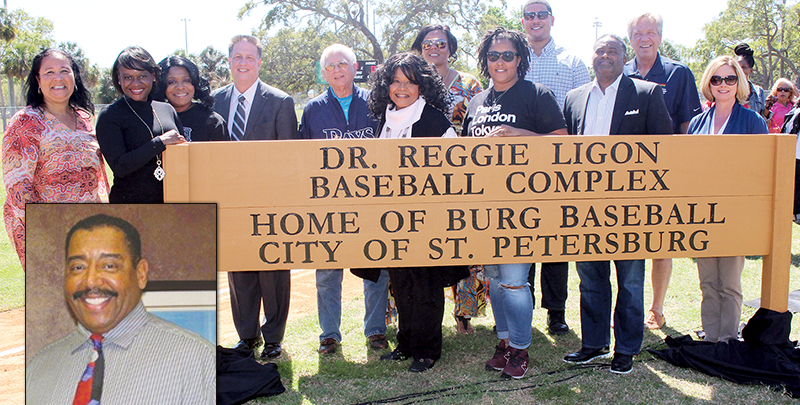 RAYS
Paris
London
Tokyo
DR. REGGIE LIGON
BASEBALL COMPLEX
HOME OF BURG BASEBALL
CITY OF ST. PETERSBURG